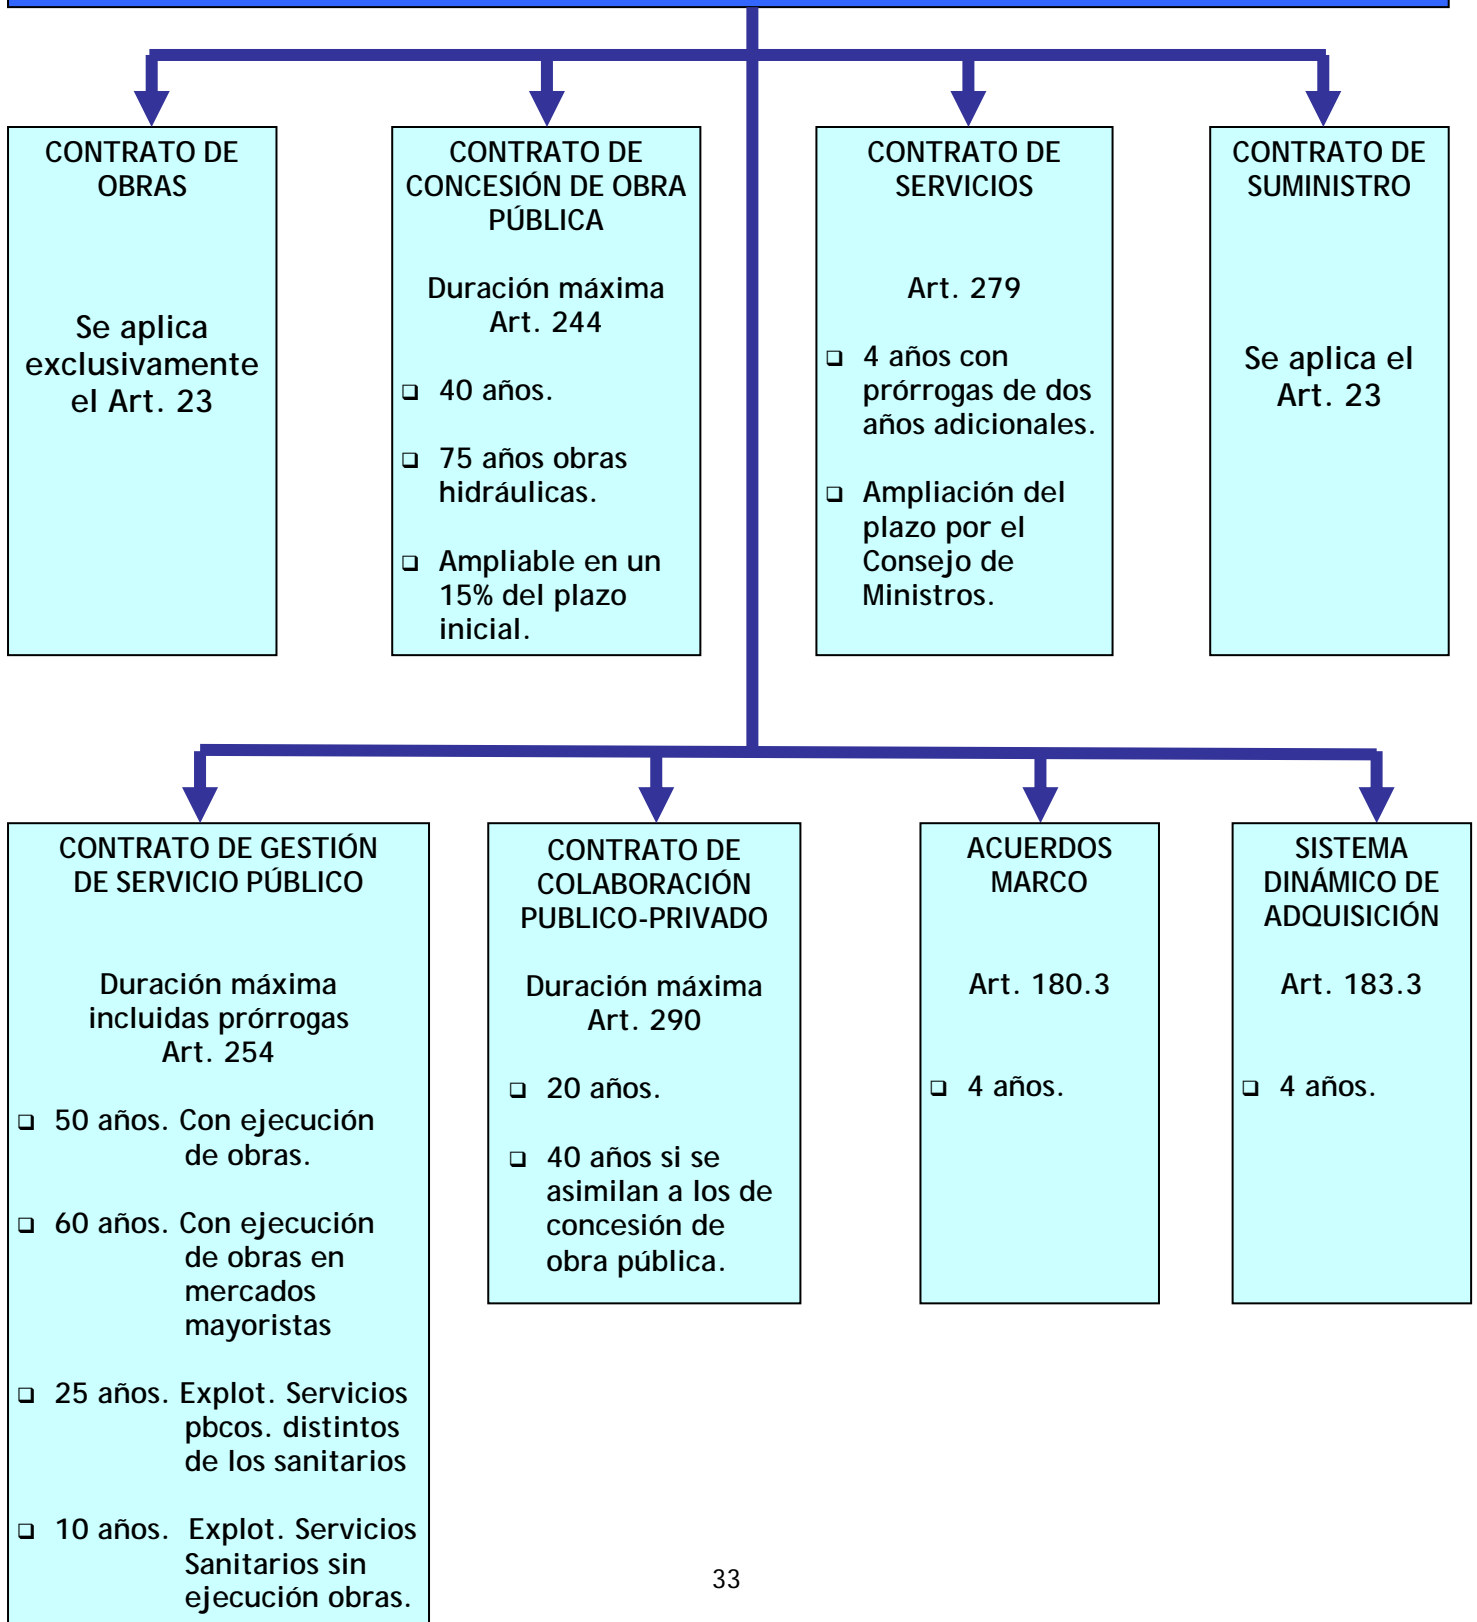 CONTRATO DE
OBRAS
Se aplica
exclusivamente
el Art. 23
CONTRATO DE
CONCESIÓN DE OBRA
PÚBLICA
Duración máxima
Art. 244
❑ 40 años.
❑ 75 años obras
hidráulicas.
❑ Ampliable en un
15% del plazo
inicial.
CONTRATO DE
SERVICIOS
Art. 279
❑ 4 años con
prórrogas de dos
años adicionales.
❑ Ampliación del
plazo por el
Consejo de
Ministros.
CONTRATO DE
SUMINISTRO
Se aplica el
Art. 23
CONTRATO DE GESTIÓN
DE SERVICIO PÚBLICO
Duración máxima
incluidas prórrogas
Art. 254
❑ 50 años. Con ejecución
de obras.
❑ 60 años. Con ejecución
de obras en
mercados
mayoristas
❑ 25 años. Explot. Servicios
pbcos. distintos
de los sanitarios
❑ 10 años. Explot. Servicios
Sanitarios sin
ejecución obras.
CONTRATO DE
COLABORACIÓN
PUBLICO-PRIVADO
Duración máxima
Art. 290
❑ 20 años.
❑ 40 años si se
asimilan a los de
concesión de
obra pública.
ACUERDOS
MARCO
Art. 180.3
❑ 4 años.
SISTEMA
DINÁMICO DE
ADQUISICIÓN
Art. 183.3
❑ 4 años.
33